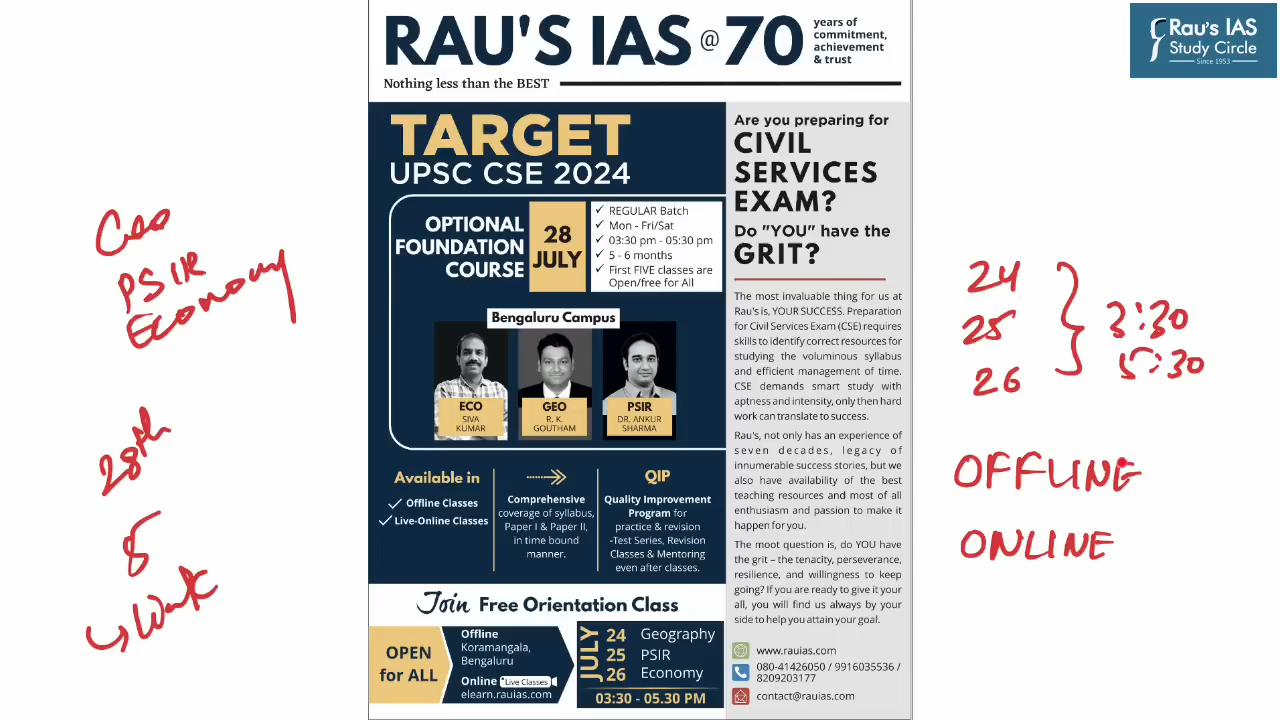 RAU'S IAS @ 70 years of
commitment,
achievement
& trust
Nothing less than the BEST
Rau's IAS
Study Circle
Since 1953
TARGET
UPSC CSE 2024
OPTIONAL
FOUNDATION
COURSE
28
JULY
REGULAR Batch
Mon - Fri/Sat
03:30 pm - 05:30 pm
5 - 6 months
First FIVE classes are
Open/free for All
Bengaluru Campus
ECO
SIVA
KUMAR
GEO
R. K.
GOUTHAM
PSIR
DR. ANKUR
SHARMA
Available in
Offline Classes
Live-Online Classes
Comprehensive
coverage of syllabus,
Paper I & Paper II,
in time bound
manner.
QIP
Quality Improvement
Program for
practice & revision
-Test Series, Revision
Classes & Mentoring
even after classes.
Join Free Orientation Class
OPEN
for ALL
Offline
Koramangala,
Bengaluru
Online Live Classes
elearn.rauias.com
JULY
24 Geography
25 PSIR
26 Economy
03:30 - 05.30 PM
Are you preparing for
CIVIL
SERVICES
EXAM?
Do "YOU" have the
GRIT?
The most invaluable thing for us at
Rau's is, YOUR SUCCESS. Preparation
for Civil Services Exam (CSE) requires
skills to identify correct resources for
studying the voluminous syllabus
and efficient management of time.
CSE demands smart study with
aptness and intensity, only then hard
work can translate to success.
Rau's, not only has an experience of
seven decades, legacy of
innumerable success stories, but we
also have availability of the best
teaching resources and most of all
enthusiasm and passion to make it
happen for you.
The moot question is, do YOU have
the grit – the tenacity, perseverance,
resilience, and willingness to keep
going? If you are ready to give it your
all, you will find us always by your
side to help you attain your goal.
www.rauias.com
080-41426050 / 9916035536 /
8209203177
contact@rauias.com
Geo
PSIR
Economy
28th
5
Week
24
25
26
3:30
5:30
OFFLINE
ONLINE